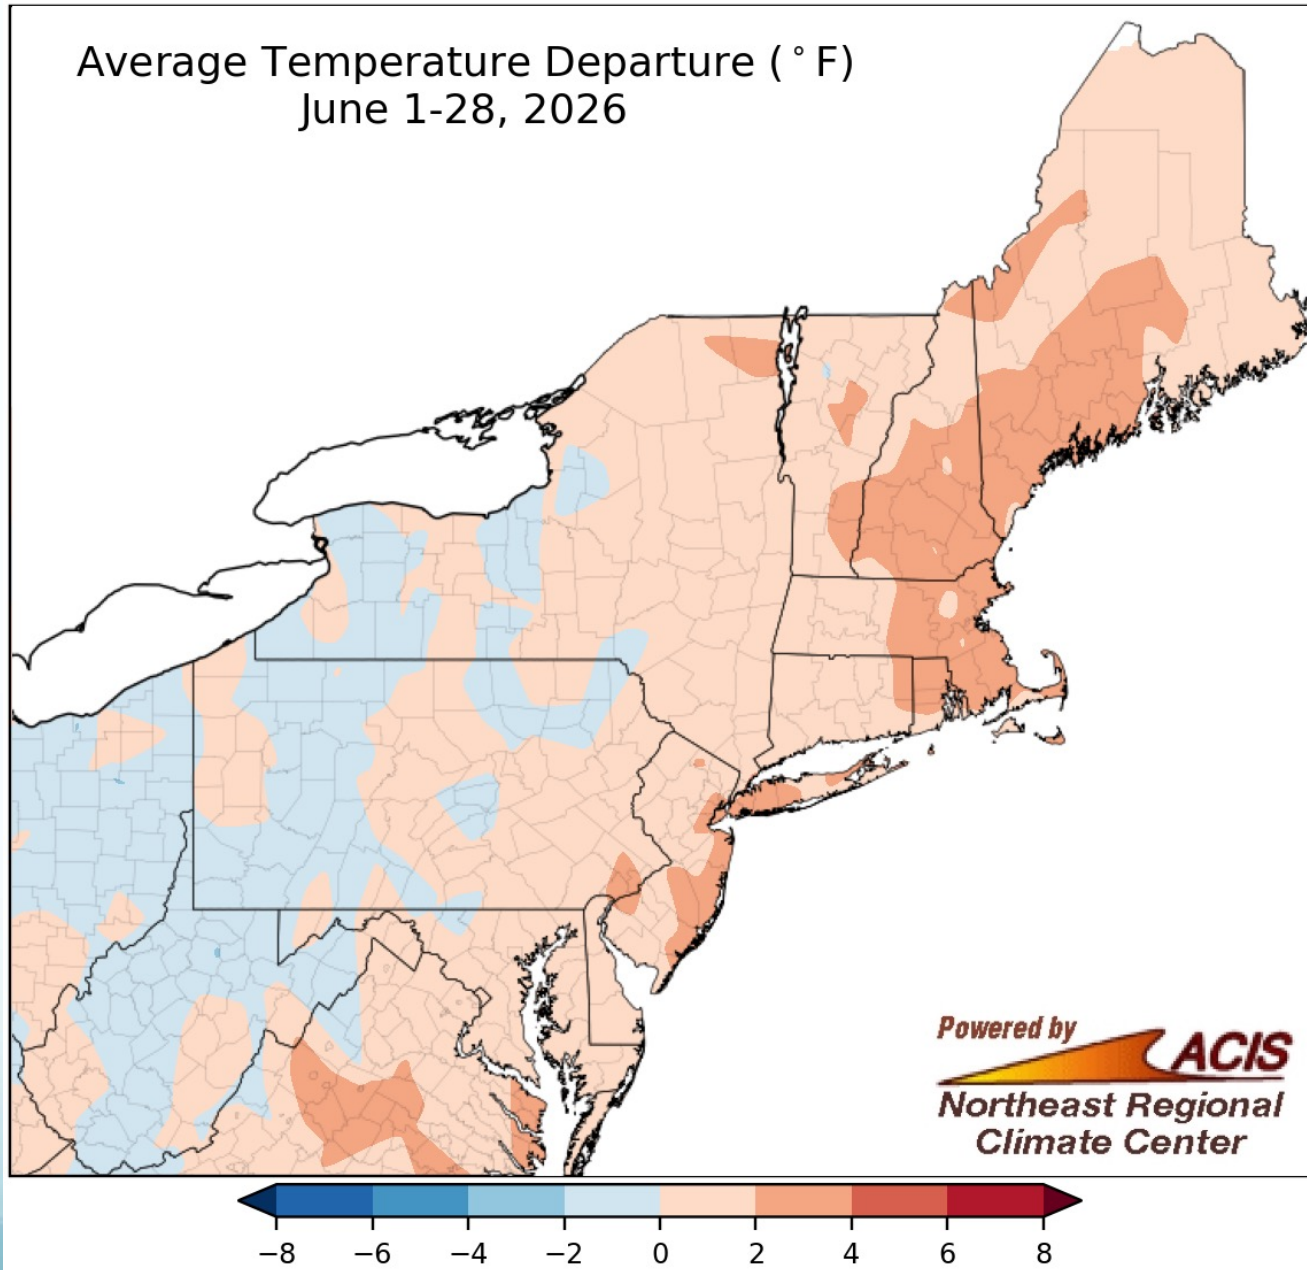 Average Temperature Departure (°F)
June 1-28, 2026
Powered by
ACIS
Northeast Regional
Climate Center
−8 −6 −4 −2 0 2 4 6 8